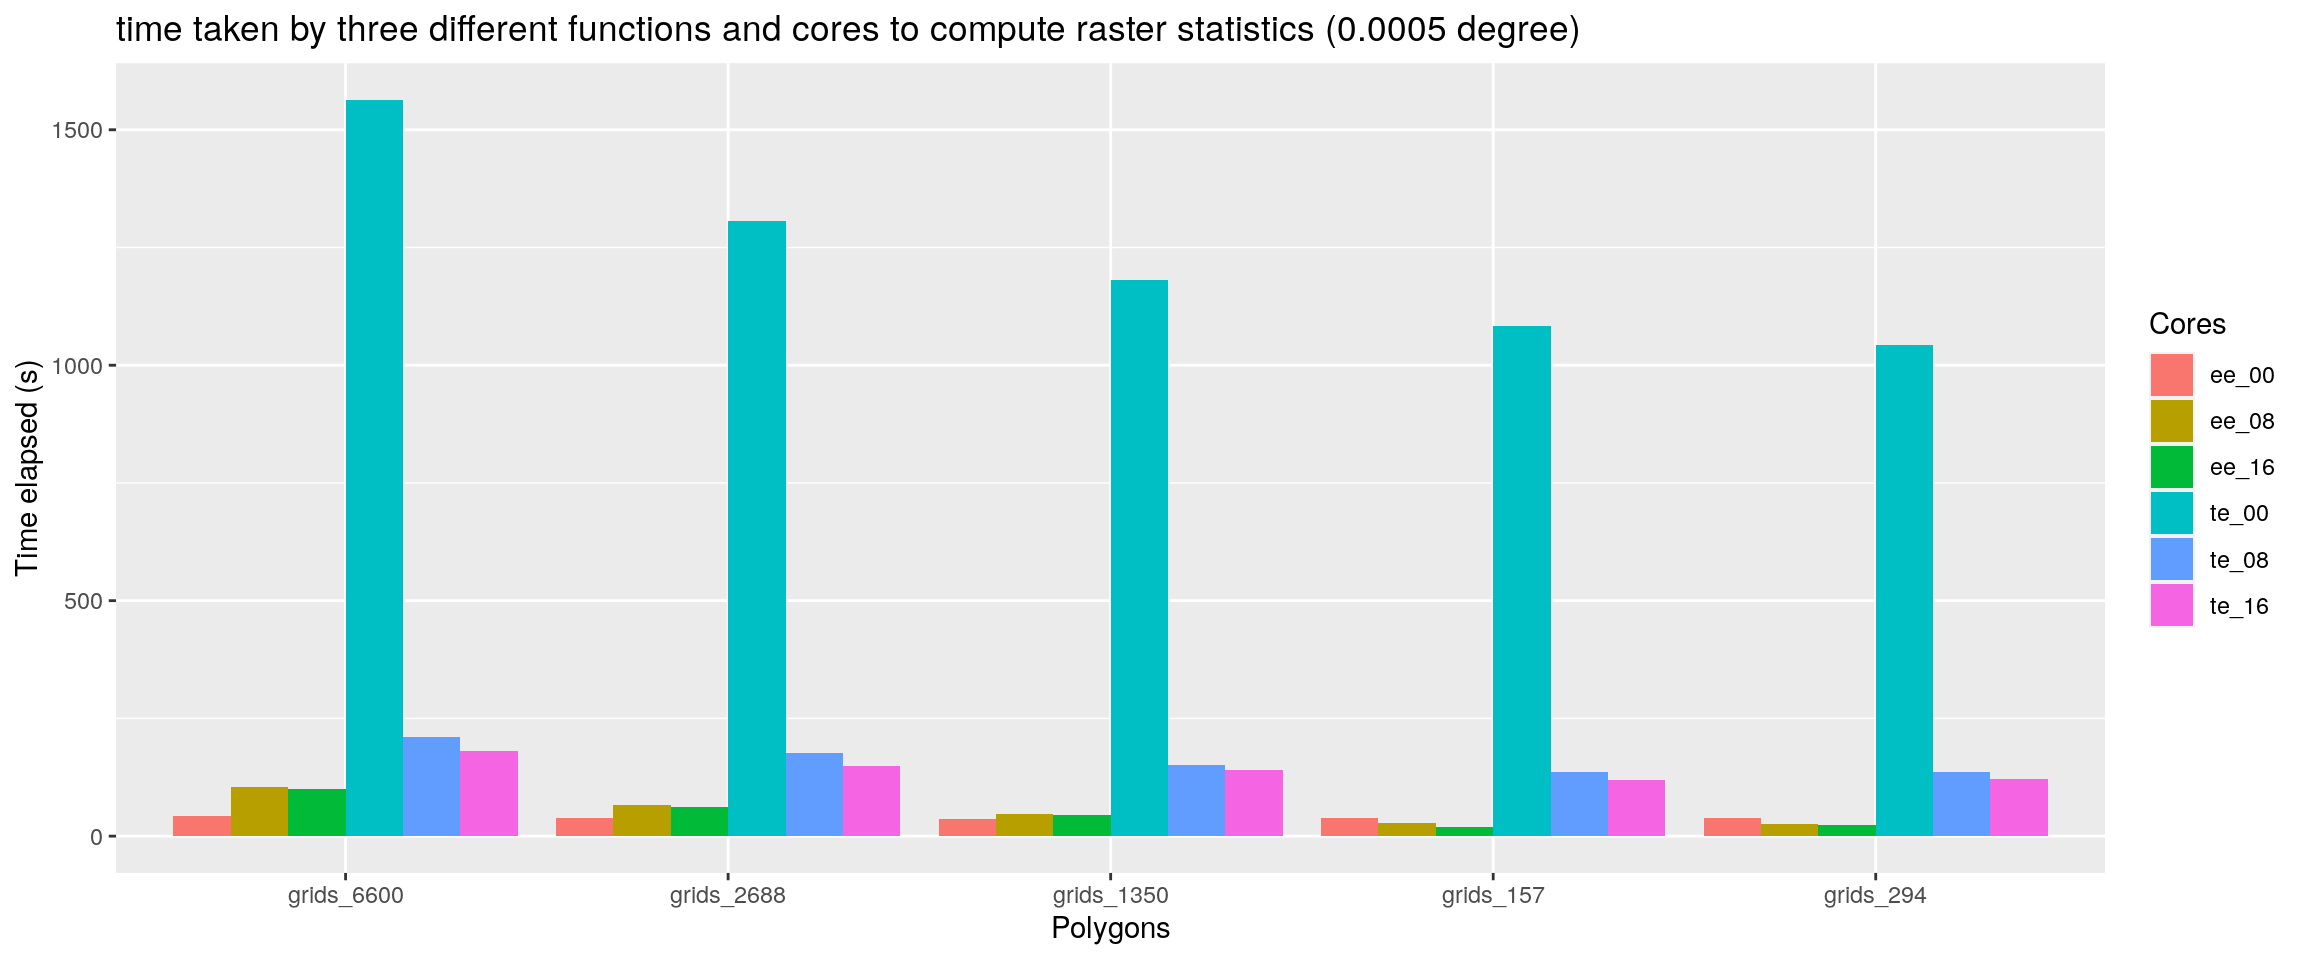 time taken by three different functions and cores to compute raster statistics (0.0005 degree)
Time elapsed (s)
1500
1000
500
0
grids_6600
grids_2688
grids_1350
grids_157
grids_294
Polygons
Cores
ee_00
ee_08
ee_16
te_00
te_08
te_16